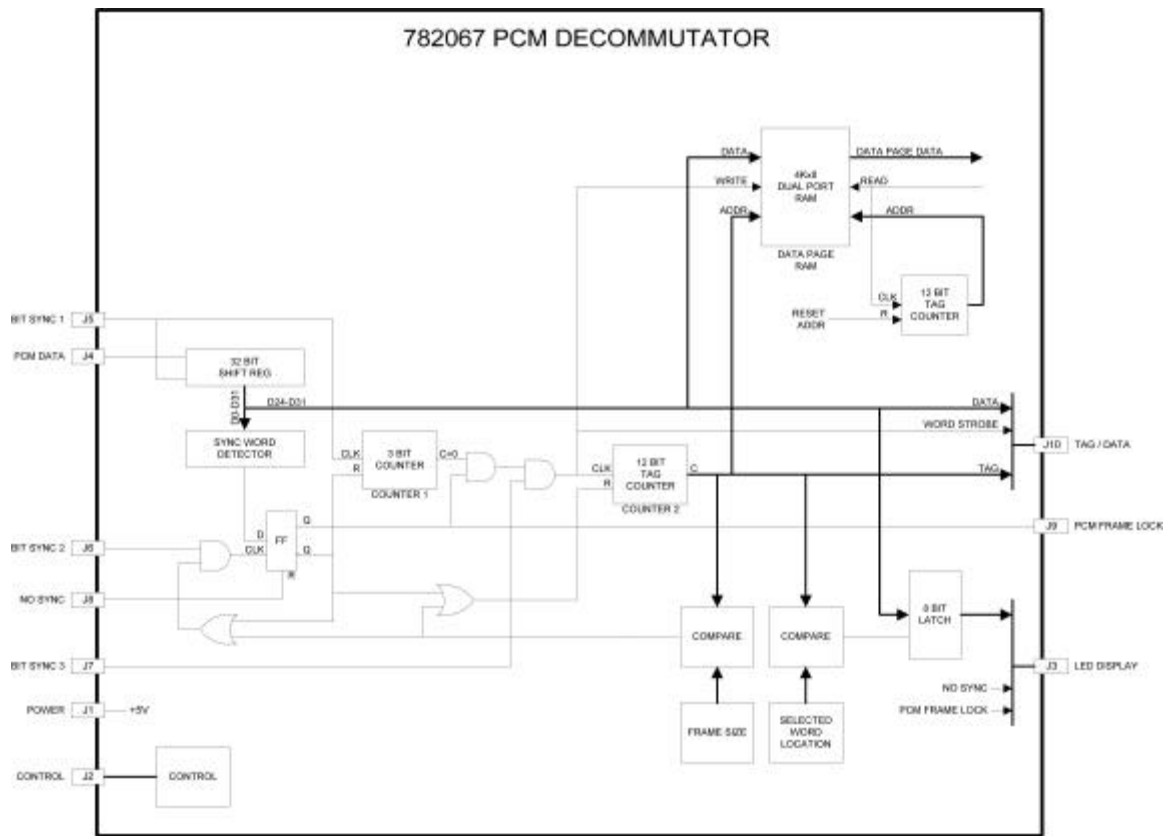 782067 PCM DECOMMUTATOR
DATA
4Kx8
DUAL PORT
RAM
DATA PAGE DATA
WRITE
READ
ADDR
ADDR
DATA PAGE
RAM
CLK
R
12 BIT
TAG
COUNTER
RESET
ADDR
BIT SYNC 1
J5
PCM DATA
J4
32 BIT
SHIFT REG
D0-D31
D24-D31
DATA
WORD STROBE
J10
TAG / DATA
TAG
SYNC WORD
DETECTOR
CLK
R
3 BIT
COUNTER
C=0
COUNTER 1
CLK
R
12 BIT
TAG
COUNTER
C
COUNTER 2
D
CLK
FF
Q
Q
R
J9
PCM FRAME LOCK
BIT SYNC 2
J6
NO SYNC
J8
BIT SYNC 3
J7
COMPARE
COMPARE
8 BIT
LATCH
J3
LED DISPLAY
NO SYNC
PCM FRAME LOCK
POWER
J1
+5V
FRAME SIZE
SELECTED
WORD
LOCATION
CONTROL
J2
CONTROL